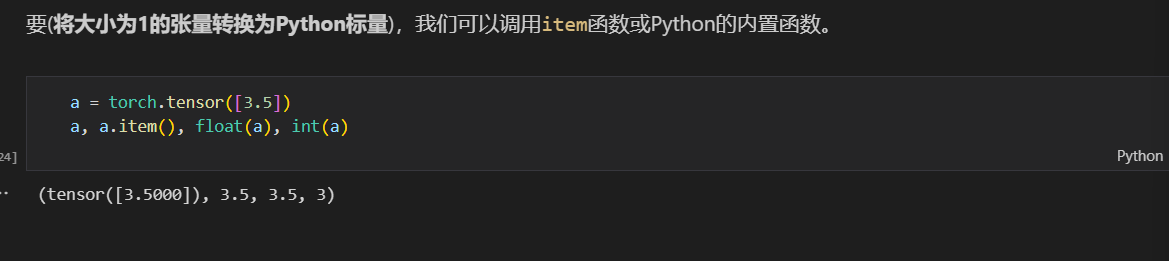 要(将大小为1的张量转换为Python标量)，我们可以调用item函数或Python的内置函数。
a = torch.tensor([3.5])
a, a.item(), float(a), int(a)
24]
Python
(tensor([3.5000]), 3.5, 3.5, 3)